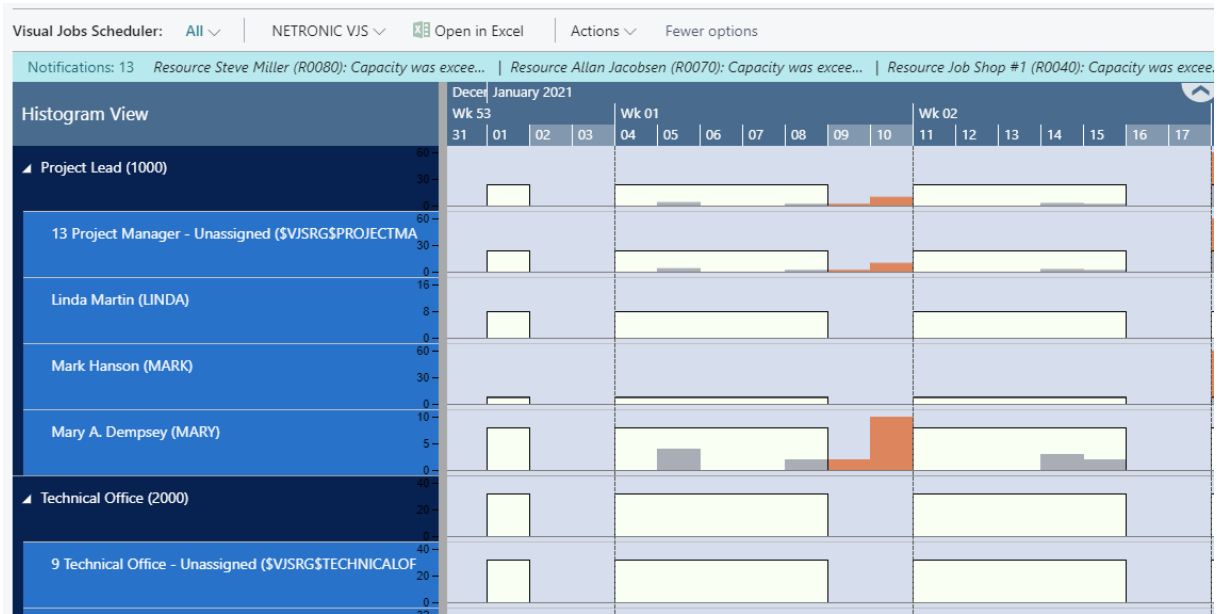 Visual Jobs Scheduler: All NETRONIC VJS Open in Excel Actions Fewer options
Notifications: 13 Resource Steve Miller (R0080): Capacity was excee... | Resource Allan Jacobsen (R0070): Capacity was excee... | Resource Job Shop #1 (R0040): Capacity was excee.
Histogram View
Decer January 2021
Wk 53 Wk 01 Wk 02
31 01 02 03 04 05 06 07 08 09 10 11 12 13 14 15 16 17
Project Lead (1000)
60
30
0
13 Project Manager - Unassigned ($VJSRG$PROJECTMA
60
30
0
Linda Martin (LINDA)
16
8
0
Mark Hanson (MARK)
60
30
0
Mary A. Dempsey (MARY)
10
5
0
Technical Office (2000)
40
20
0
9 Technical Office - Unassigned ($VJSRG$TECHNICALOF
40
20
0